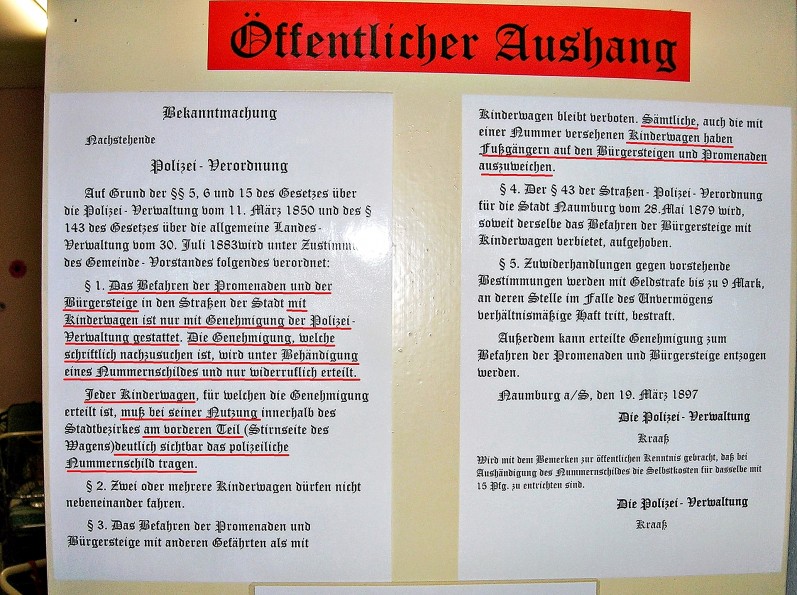 Öffentlicher Aushang
Bekanntmachung
Nachstehende
Polizei-Verordnung
Auf Grund der §§ 5, 6 und 15 des Gesetzes über
die Polizei-Verwaltung vom 11. März 1850 und des §
143 des Gesetzes über die allgemeine Landes-
Verwaltung vom 30. Juli 1883wird unter
des Gemeinde-Vorstandes folgendes verordnet:
§ 1. Das Befahren der Promenaden und der
Bürgersteige in den Straßen der Stadt mit
Kinderwagen ist nur mit Genehmigung der Polizei-
Verwaltung gestattet. Die Genehmigung, welche
schriftlich nachzusuchen ist, wird unter Behändigung
eines Nummernschildes und nur widerruflich erteilt.
Jeder Kinderwagen, für welchen die Genehmigung
erteilt ist, muß bei seiner Nutzung innerhalb des
Stadtbezirkes am vorderen Teil (Stirnseite des
Wagens)deutlich sichtbar das polizeiliche
Nummernschild tragen.
§ 2. Zwei oder mehrere Kinderwagen dürfen nicht
nebeneinander fahren.
§ 3. Das Befahren der Promenaden und
Bürgersteige mit anderen Gefährten als mit
Kinderwagen bleibt verboten. Sämtliche, auch die mit
einer Nummer versehenen Kinderwagen haben
Fußgängern auf den Bürgersteigen und Promenaden
auszuweichen.
§ 4. Der § 43 der Straßen-Polizei-Verordnung
für die Stadt Naumburg vom 28.Mai 1879 wird,
soweit derselbe das Befahren der Bürgersteige mit
Kinderwagen verbietet, aufgehoben.
§ 5. Zuwiderhandlungen gegen vorstehende
Bestimmungen werden mit Geldstrafe bis zu 9 Mark,
an deren Stelle im Falle des Unvermögens
verhältnismäßige Haft tritt, bestraft.
Außerdem kann erteilte Genehmigung zum
Befahren der Promenaden und Bürgersteige entzogen
werden.
Naumburg a/S, den 19. März 1897
Die Polizei-Verwaltung
Kraaß
Wird mit dem Bemerken zur öffentlichen Kenntnis gebracht, daß bei
Aushändigung des Nummernschildes die Selbstkosten für dasselbe mit
15 Pfg. zu entrichten sind.
Die Polizei-Verwaltung
Kraaß